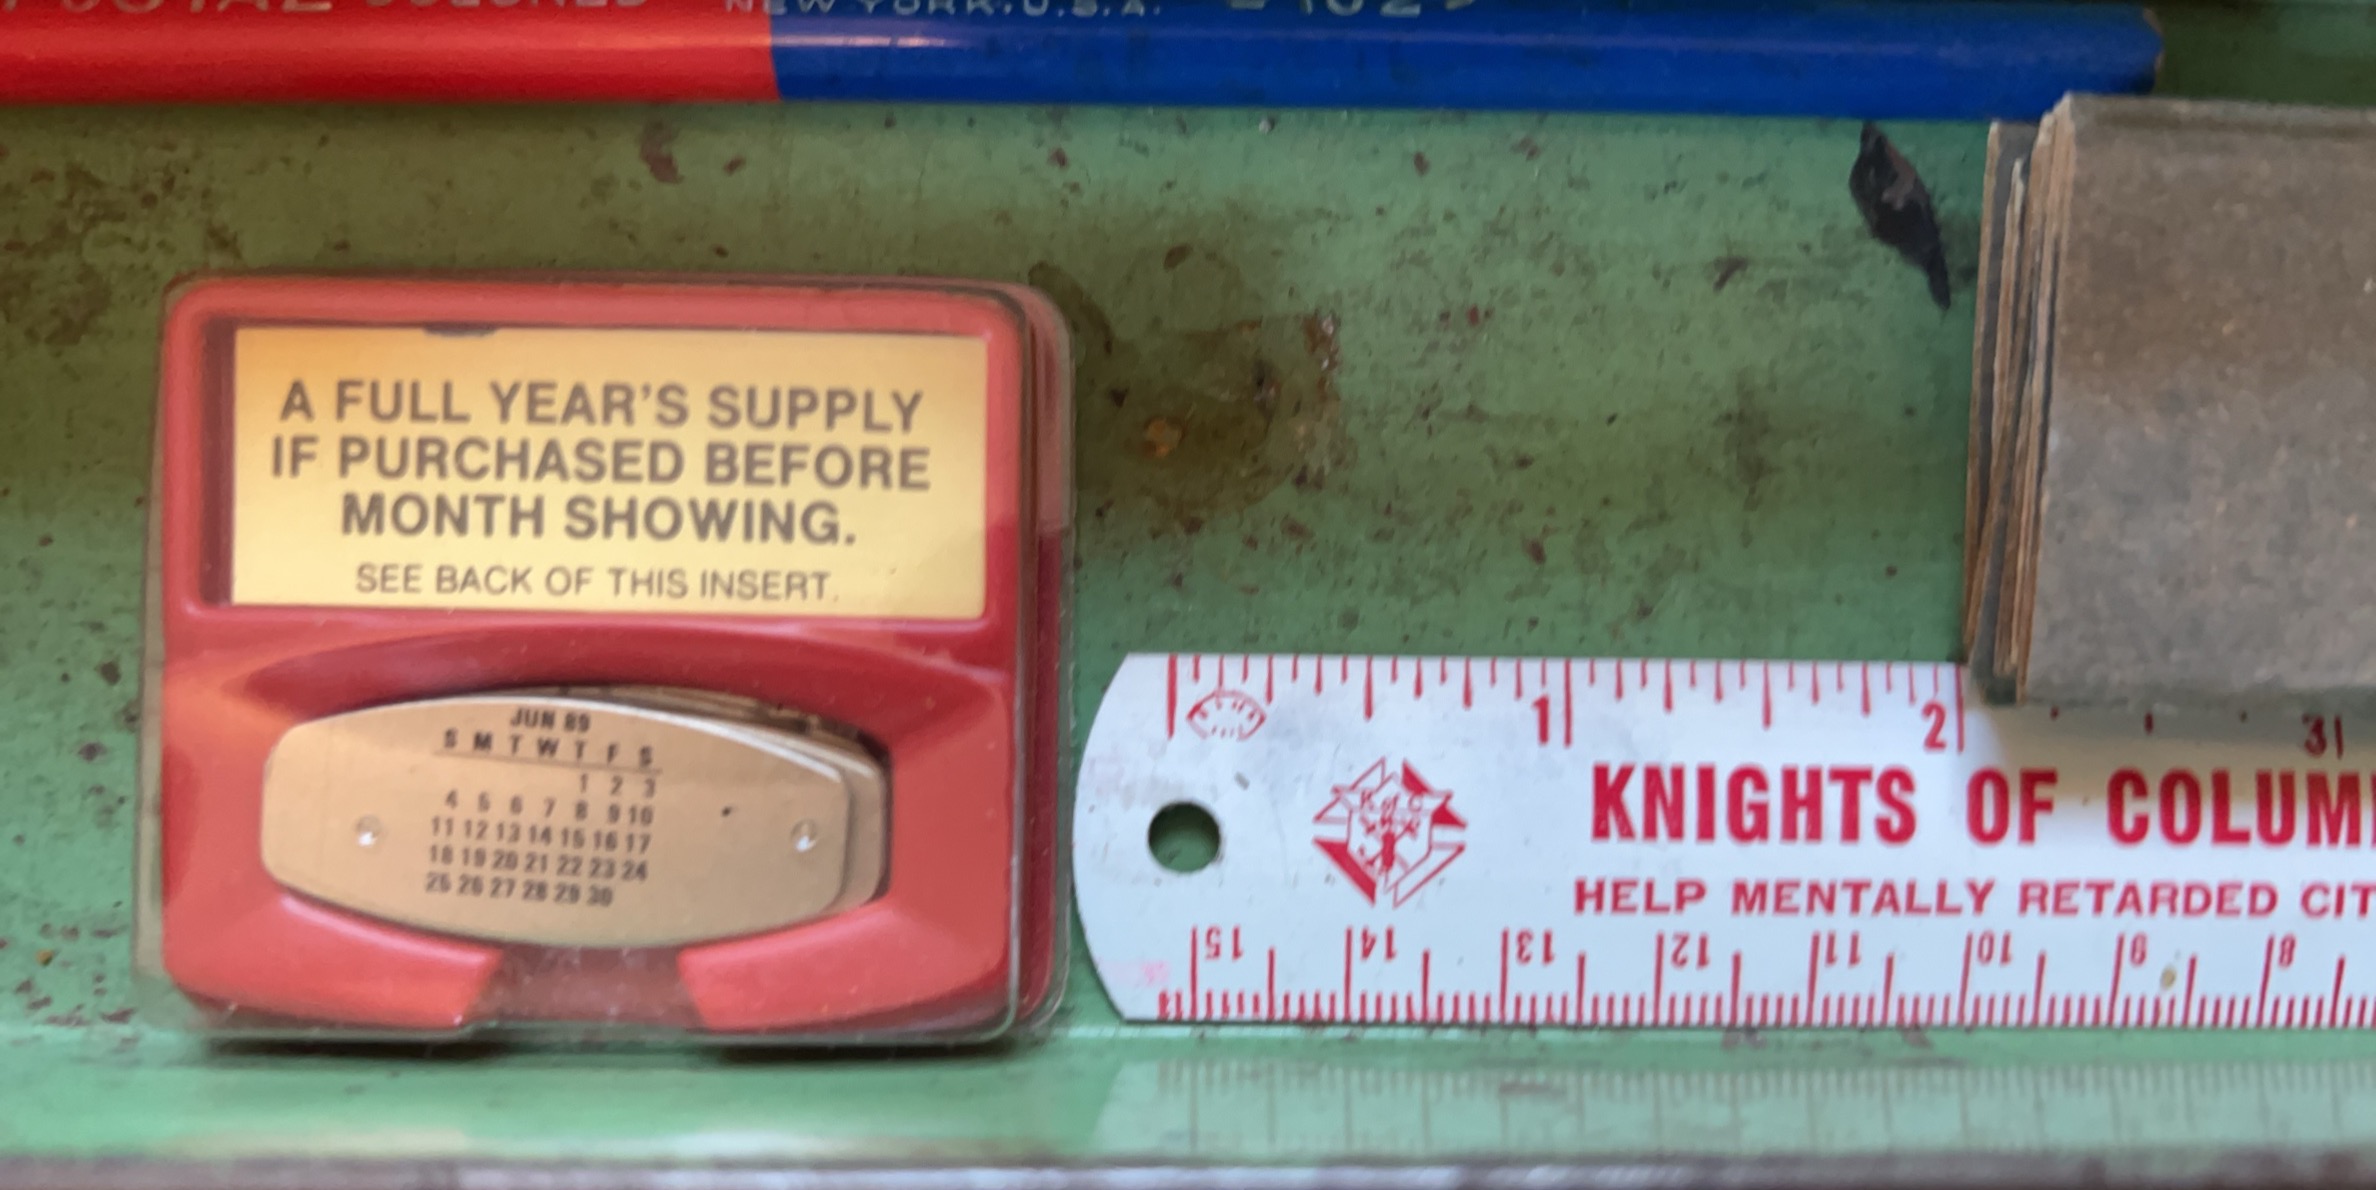 NEW YORK, U.S.A.
A FULL YEAR'S SUPPLY
IF PURCHASED BEFORE
MONTH SHOWING.
SEE BACK OF THIS INSERT.
JUN 89
S M T W T F S
1 2 3
4 5 6 7 8 9 10
11 12 13 14 15 16 17
18 19 20 21 22 23 24
25 26 27 28 29 30
1 2 3
K of C
KNIGHTS OF COLUM
HELP MENTALLY RETARDED CIT
15 14 13 12 11 10 9 8